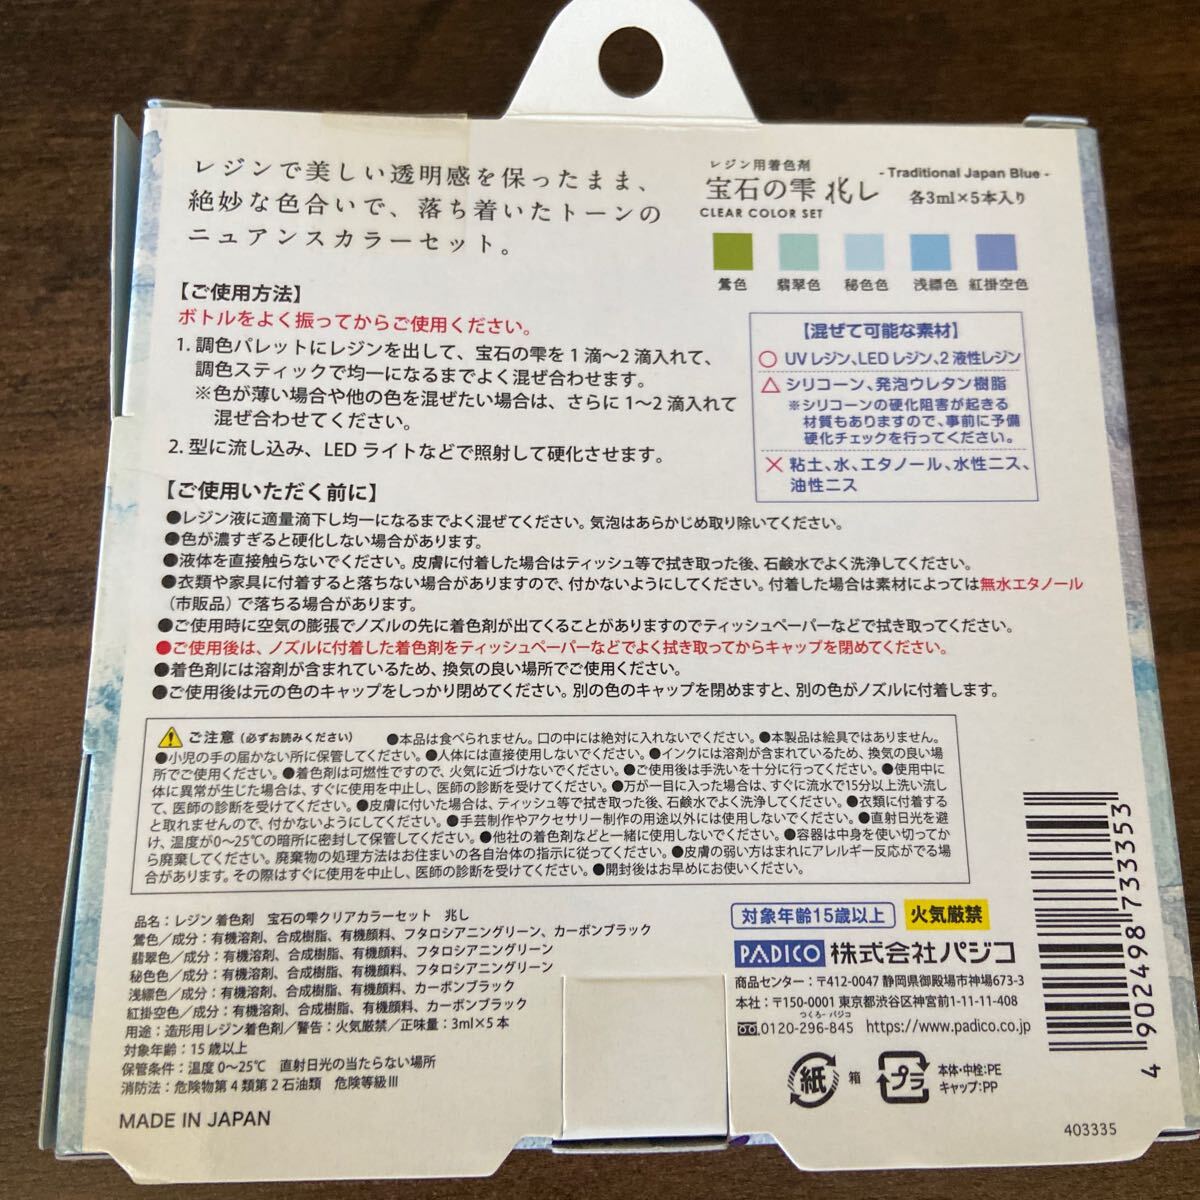 レジンで美しい透明感を保ったまま、
絶妙な色合いで、落ち着いたトーンの
ニュアンスカラーセット。
レジン用着色剤
宝石の雫 兆し
CLEAR COLOR SET
- Traditional Japan Blue -
各3ml×5本入り
鶯色 翡翠色 秘色色 浅縹色 紅掛空色
【ご使用方法】
ボトルをよく振ってからご使用ください。
1. 調色パレットにレジンを出して、宝石の雫を1滴〜2滴入れて、
調色スティックで均一になるまでよく混ぜ合わせます。
※色が薄い場合や他の色を混ぜたい場合は、さらに1〜2滴入れて
混ぜ合わせてください。
2. 型に流し込み、LEDライトなどで照射して硬化させます。
【混ぜて可能な素材】
○ UVレジン、LEDレジン、2液性レジン
△ シリコーン、発泡ウレタン樹脂
※シリコーンの硬化阻害が起きる
材質もありますので、事前に予備
硬化チェックを行ってください。
× 粘土、水、エタノール、水性ニス、
油性ニス
【ご使用いただく前に】
●レジン液に適量滴下し均一になるまでよく混ぜてください。気泡はあらかじめ取り除いてください。
●色が濃すぎると硬化しない場合があります。
●液体を直接触らないでください。皮膚に付着した場合はティッシュ等で拭き取った後、石鹸水でよく洗浄してください。
●衣類や家具に付着すると落ちない場合がありますので、付かないようにしてください。付着した場合は素材によっては無水エタノール
(市販品)で落ちる場合があります。
●ご使用時に空気の膨張でノズルの先に着色剤が出てくることがありますのでティッシュペーパーなどで拭き取ってください。
●ご使用後は、ノズルに付着した着色剤をティッシュペーパーなどでよく拭き取ってからキャップを閉めてください。
●着色剤には溶剤が含まれているため、換気の良い場所でご使用ください。
●ご使用後は元の色のキャップをしっかり閉めてください。別の色のキャップを閉めますと、別の色がノズルに付着します。
ご注意(必ずお読みください) ●本品は食べられません。口の中には絶対に入れないでください。●本製品は絵具ではありません。
●小児の手の届かない所に保管してください。●人体には直接使用しないでください。●インクには溶剤が含まれているため、換気の良い場
所でご使用ください。●着色剤は可燃性ですので、火気に近づけないでください。●ご使用後は手洗いを十分に行ってください。●使用中に
体に異常が生じた場合は、すぐに使用を中止し、医師の診断を受けてください。●万が一目に入った場合は、すぐに流水で15分以上洗い流し
て、医師の診断を受けてください。●皮膚に付いた場合は、ティッシュ等で拭き取った後、石鹸水でよく洗浄してください。●衣類に付着する
と取れませんので、付かないようにしてください。●手芸制作やアクセサリー制作の用途以外には使用しないでください。●直射日光を避
け、温度が0〜25℃の暗所に密封して保管してください。●他社の着色剤などと一緒に使用しないでください。●容器は中身を使い切ってか
ら廃棄してください。廃棄物の処理方法はお住まいの各自治体の指示に従ってください。●皮膚の弱い方はまれにアレルギー反応がでる場
合があります。その際はすぐに使用を中止し、医師の診断を受けてください。●開封後はお早めにお使いください。
品名：レジン着色剤 宝石の雫クリアカラーセット 兆し
鶯色／成分：有機溶剤、合成樹脂、有機顔料、フタロシアニングリーン、カーボンブラック
翡翠色／成分：有機溶剤、合成樹脂、有機顔料、フタロシアニングリーン
秘色色／成分：有機溶剤、合成樹脂、有機顔料、フタロシアニングリーン
浅縹色／成分：有機溶剤、合成樹脂、有機顔料、カーボンブラック
紅掛空色／成分：有機溶剤、合成樹脂、有機顔料、カーボンブラック
用途：造形用レジン着色剤／警告：火気厳禁／正味量：3ml×5本
対象年齢：15歳以上
保管条件：温度0〜25℃ 直射日光の当たらない場所
消防法：危険物第4類第2石油類 危険等級Ⅲ
MADE IN JAPAN
対象年齢15歳以上
火気厳禁
PADICO 株式会社パジコ
商品センター：〒412-0047 静岡県御殿場市神場673-3
本社：〒150-0001 東京都渋谷区神宮前1-11-11-408
つくろー パジコ
0120-296-845 https://www.padico.co.jp
紙 箱
プラ 本体・中栓：PE
キャップ：PP
4902498733353
403335